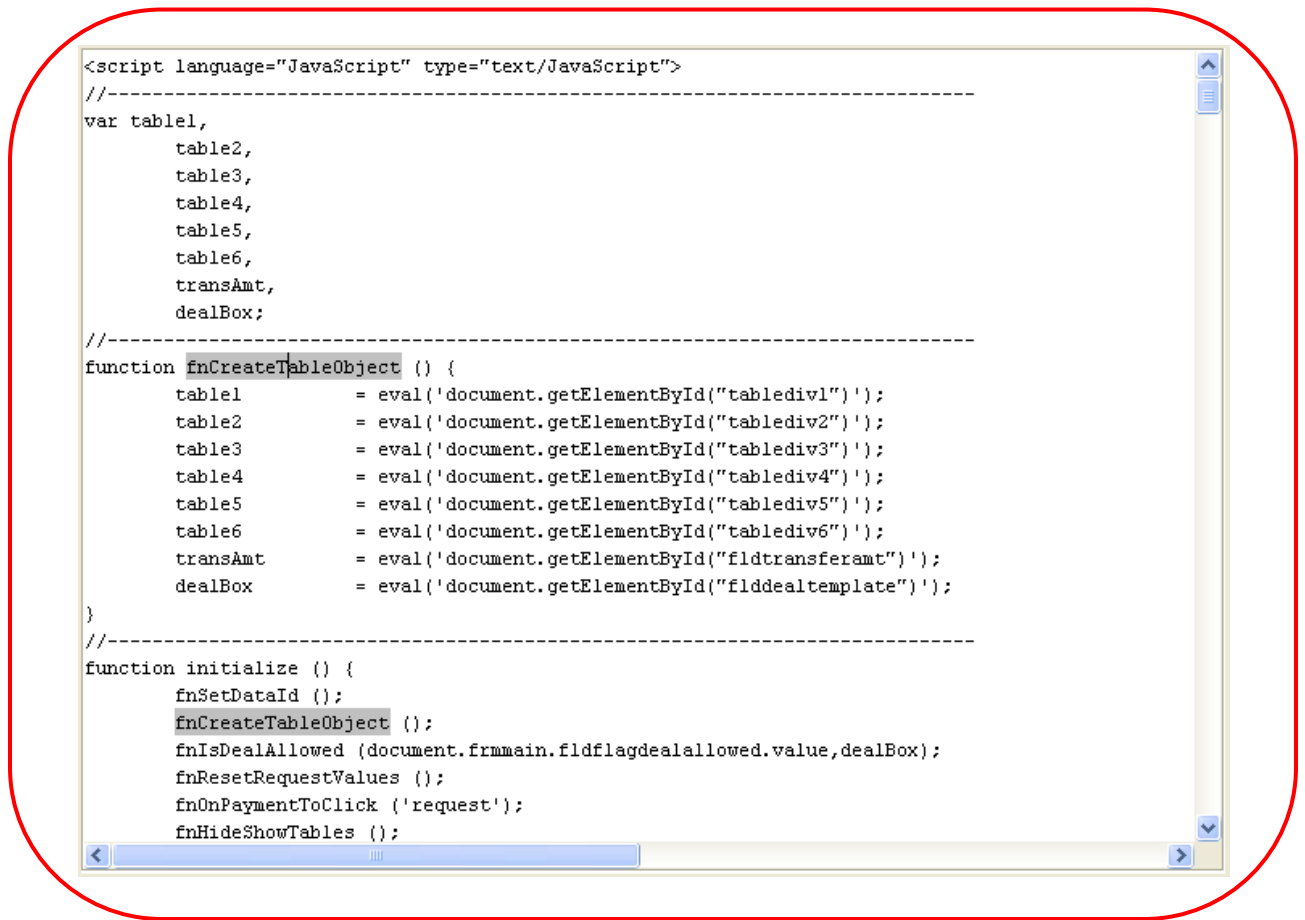 <script language="JavaScript" type="text/JavaScript">
//-----------------------------------------------------------------------------
var table1,
table2,
table3,
table4,
table5,
table6,
transAmt,
dealBox;
//-----------------------------------------------------------------------------
function fnCreateTableObject () {
table1 = eval('document.getElementById("tablediv1")');
table2 = eval('document.getElementById("tablediv2")');
table3 = eval('document.getElementById("tablediv3")');
table4 = eval('document.getElementById("tablediv4")');
table5 = eval('document.getElementById("tablediv5")');
table6 = eval('document.getElementById("tablediv6")');
transAmt = eval('document.getElementById("fldtransferamt")');
dealBox = eval('document.getElementById("flddealtemplate")');
}
//-----------------------------------------------------------------------------
function initialize () {
fnSetDataId ();
fnCreateTableObject ();
fnIsDealAllowed (document.frmmain.fldflagdealallowed.value,dealBox);
fnResetRequestValues ();
fnOnPaymentToClick ('request');
fnHideShowTables ();